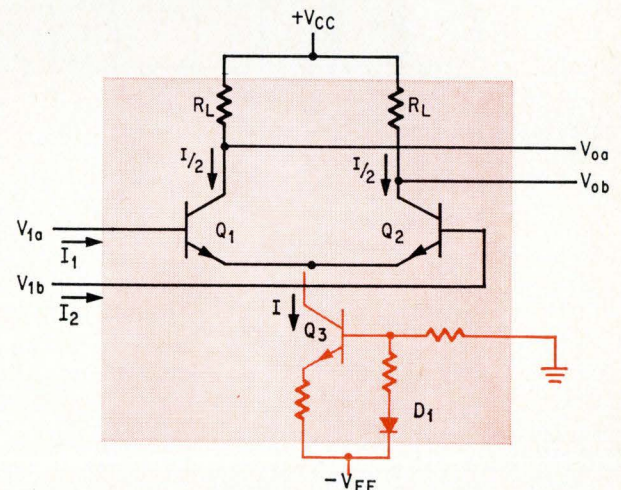 +VCC
RL RL
I/2 I/2
Voa
Vob
V1a
Q1 Q2
I1
V1b
I2
I
Q3
D1
-VEE